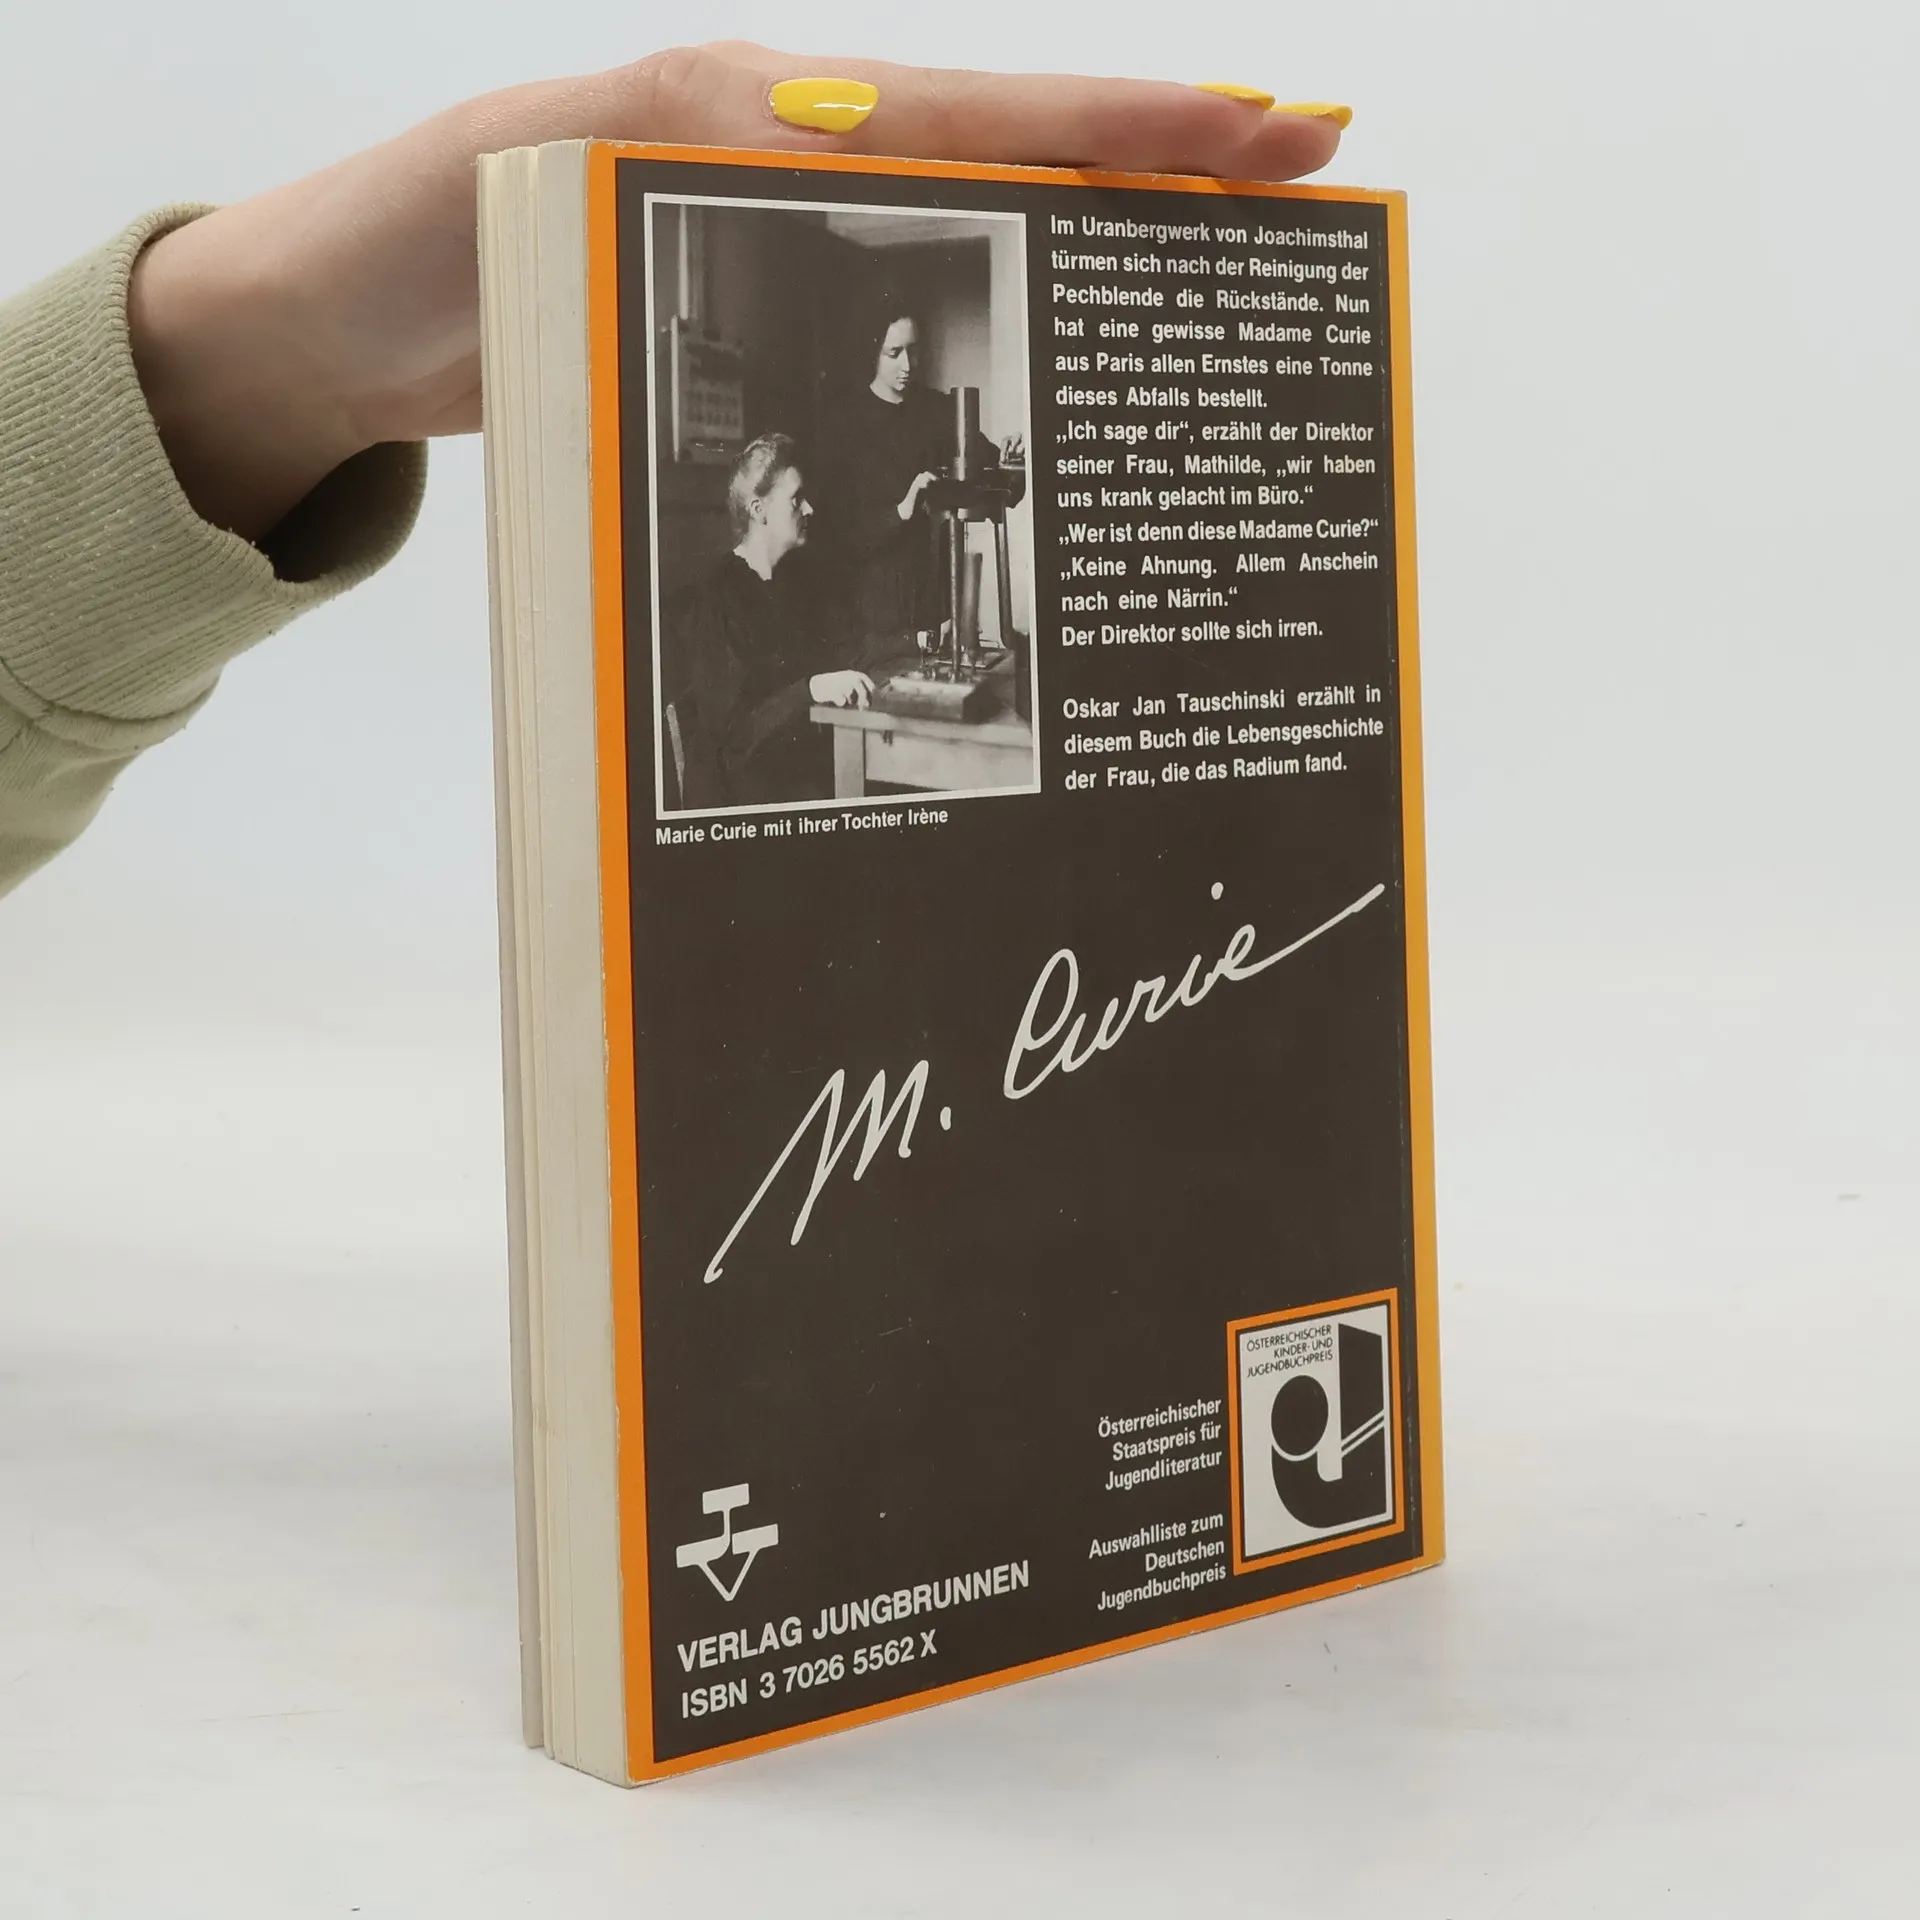 Im Uranbergwerk von Joachimsthal
türmen sich nach der Reinigung der
Pechblende die Rückstände. Nun
hat eine gewisse Madame Curie
aus Paris allen Ernstes eine Tonne
dieses Abfalls bestellt.
„Ich sage dir“, erzählt der Direktor
seiner Frau, Mathilde, „wir haben
uns krank gelacht im Büro.“
„Wer ist denn diese Madame Curie?“
„Keine Ahnung. Allem Anschein
nach eine Närrin.“
Der Direktor sollte sich irren.
Oskar Jan Tauschinski erzählt in
diesem Buch die Lebensgeschichte
der Frau, die das Radium fand.
Marie Curie mit ihrer Tochter Irène
M. Curie
ÖSTERREICHISCHER
KINDER- UND
JUGENDBUCHPREIS
Österreichischer
Staatspreis für
Jugendliteratur
Auswahlliste zum
Deutschen
Jugendbuchpreis
VERLAG JUNGBRUNNEN
ISBN 3 7026 5562 X